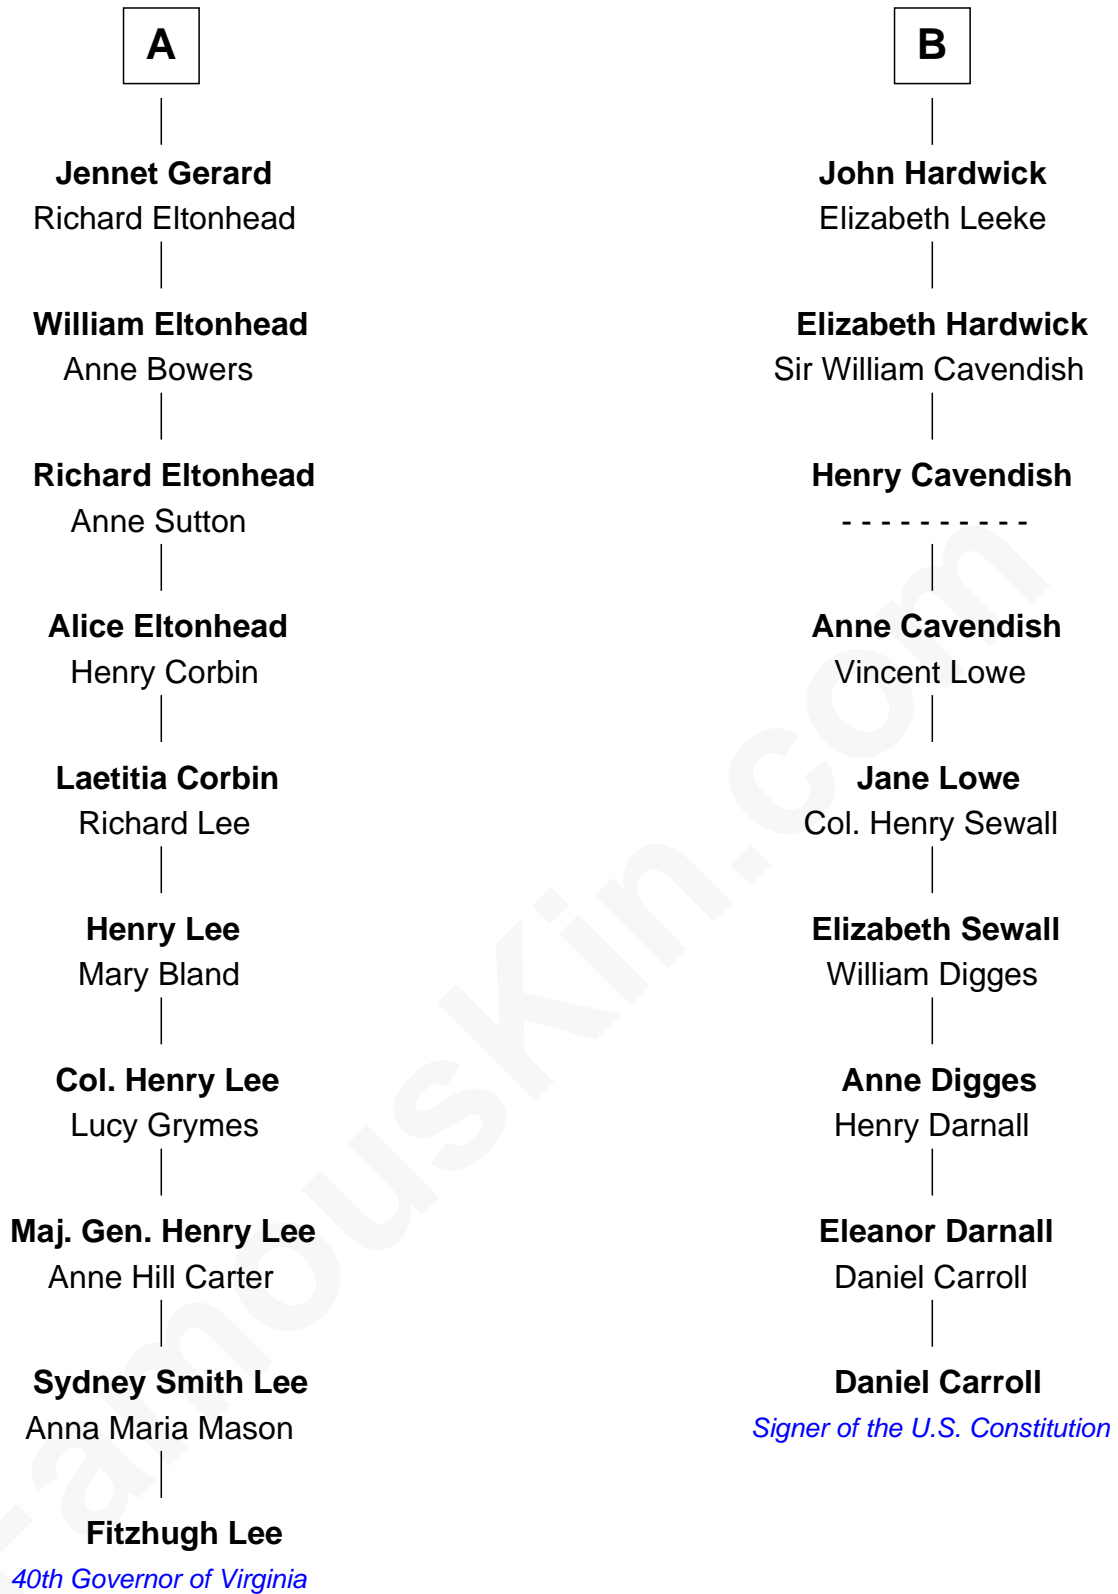 A
Jennet Gerard
Richard Eltonhead
William Eltonhead
Anne Bowers
Richard Eltonhead
Anne Sutton
Alice Eltonhead
Henry Corbin
Laetitia Corbin
Richard Lee
Henry Lee
Mary Bland
Col. Henry Lee
Lucy Grymes
Maj. Gen. Henry Lee
Anne Hill Carter
Sydney Smith Lee
Anna Maria Mason
Fitzhugh Lee
40th Governor of Virginia
B
John Hardwick
Elizabeth Leeke
Elizabeth Hardwick
Sir William Cavendish
Henry Cavendish
- - - - - - - - - -
Anne Cavendish
Vincent Lowe
Jane Lowe
Col. Henry Sewall
Elizabeth Sewall
William Digges
Anne Digges
Henry Darnall
Eleanor Darnall
Daniel Carroll
Daniel Carroll
Signer of the U.S. Constitution
FamousKin.com